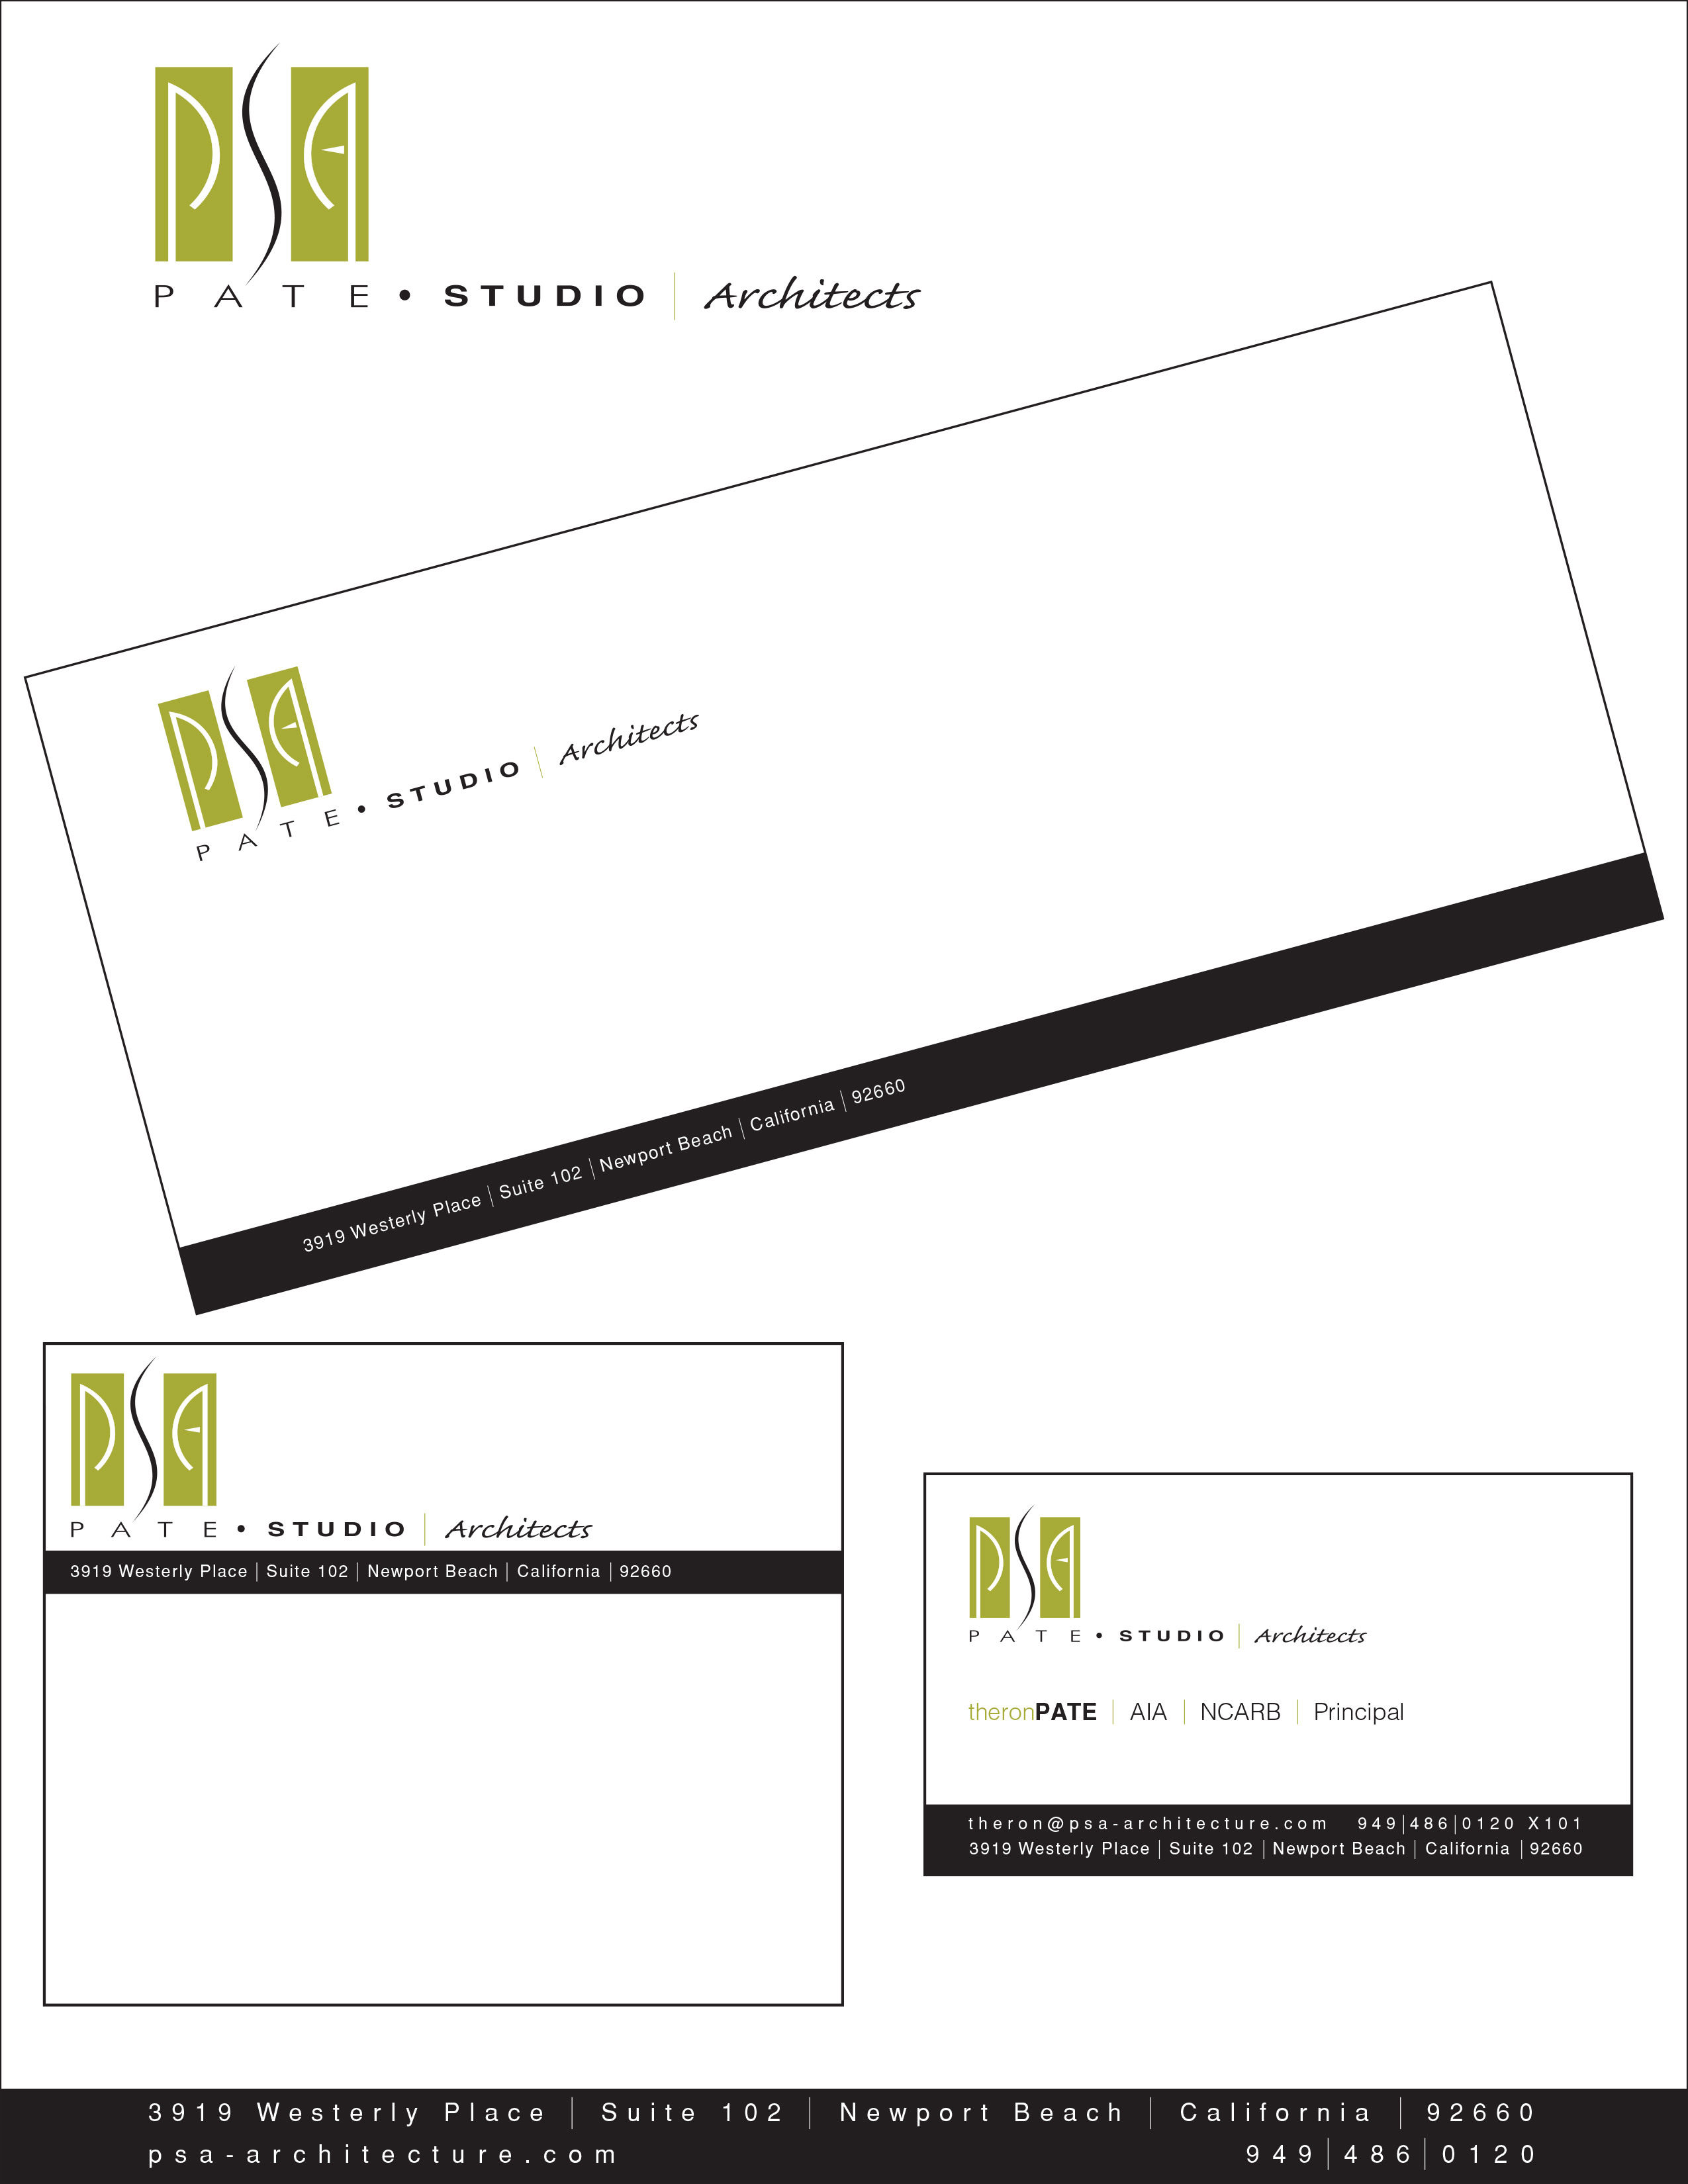 PSA
PATE • STUDIO | Architects
PSA
PATE • STUDIO | Architects
3919 Westerly Place | Suite 102 | Newport Beach | California | 92660
PSA
PATE • STUDIO | Architects
3919 Westerly Place | Suite 102 | Newport Beach | California | 92660
PSA
PATE • STUDIO | Architects
theronPATE | AIA | NCARB | Principal
theron@psa-architecture.com 949|486|0120 X101
3919 Westerly Place | Suite 102 | Newport Beach | California | 92660
3919 Westerly Place | Suite 102 | Newport Beach | California | 92660
psa-architecture.com 949|486|0120